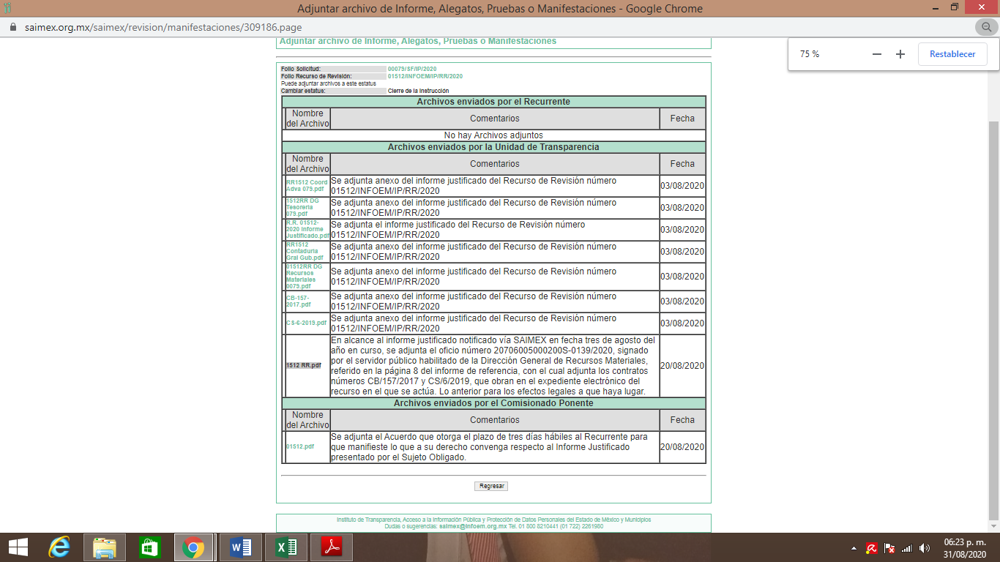 Adjuntar archivo de Informe, Alegatos, Pruebas o Manifestaciones - Google Chrome
saimex.org.mx/saimex/revision/manifestaciones/309186.page
75 %
Restablecer
Adjuntar archivo de Informe, Alegatos, Pruebas o Manifestaciones
Folio Solicitud: 00079/SF/IP/2020
Folio Recurso de Revisión: 01512/INFOEM/IP/RR/2020
Puede adjuntar archivos a este estatus
Cambiar estatus: Cierre de la Instrucción
Archivos enviados por el Recurrente
Nombre
del Archivo
Comentarios
Fecha
No hay Archivos adjuntos
Archivos enviados por la Unidad de Transparencia
Nombre
del Archivo
Comentarios
Fecha
RR1512 Coord
Adva 079.pdf
Se adjunta anexo del informe justificado del Recurso de Revisión número
01512/INFOEM/IP/RR/2020
03/08/2020
1512RR DG
Tesoreria
079.pdf
Se adjunta anexo del informe justificado del Recurso de Revisión número
01512/INFOEM/IP/RR/2020
03/08/2020
R.R. 01512-
2020 Informe
Justificado.pdf
Se adjunta el informe justificado del Recurso de Revisión número
01512/INFOEM/IP/RR/2020
03/08/2020
RR1512
Contaduria
Gral Gub.pdf
Se adjunta anexo del informe justificado del Recurso de Revisión número
01512/INFOEM/IP/RR/2020
03/08/2020
01512RR DG
Recursos
Materiales
0079.pdf
Se adjunta anexo del informe justificado del Recurso de Revisión número
01512/INFOEM/IP/RR/2020
03/08/2020
CB-157-
2017.pdf
Se adjunta anexo del informe justificado del Recurso de Revisión número
01512/INFOEM/IP/RR/2020
03/08/2020
CS-6-2019.pdf
Se adjunta anexo del informe justificado del Recurso de Revisión número
01512/INFOEM/IP/RR/2020
03/08/2020
1512 RR.pdf
En alcance al informe justificado notificado vía SAIMEX en fecha tres de agosto del
año en curso, se adjunta el oficio número 20706005000200S-0139/2020, signado
por el servidor público habilitado de la Dirección General de Recursos Materiales,
referido en la página 8 del informe de referencia, con el cual adjunta los contratos
números CB/157/2017 y CS/6/2019, que obran en el expediente electrónico del
recurso en el que se actúa. Lo anterior para los efectos legales a que haya lugar.
20/08/2020
Archivos enviados por el Comisionado Ponente
Nombre
del Archivo
Comentarios
Fecha
01512.pdf
Se adjunta el Acuerdo que otorga el plazo de tres días hábiles al Recurrente para
que manifieste lo que a su derecho convenga respecto al Informe Justificado
presentado por el Sujeto Obligado.
20/08/2020
Regresar
Instituto de Transparencia, Acceso a la Información Pública y Protección de Datos Personales del Estado de México y Municipios
Dudas o sugerencias: saimex@infoem.org.mx Tel. 01 800 8210441 (01 722) 2261980
06:23 p. m.
31/08/2020